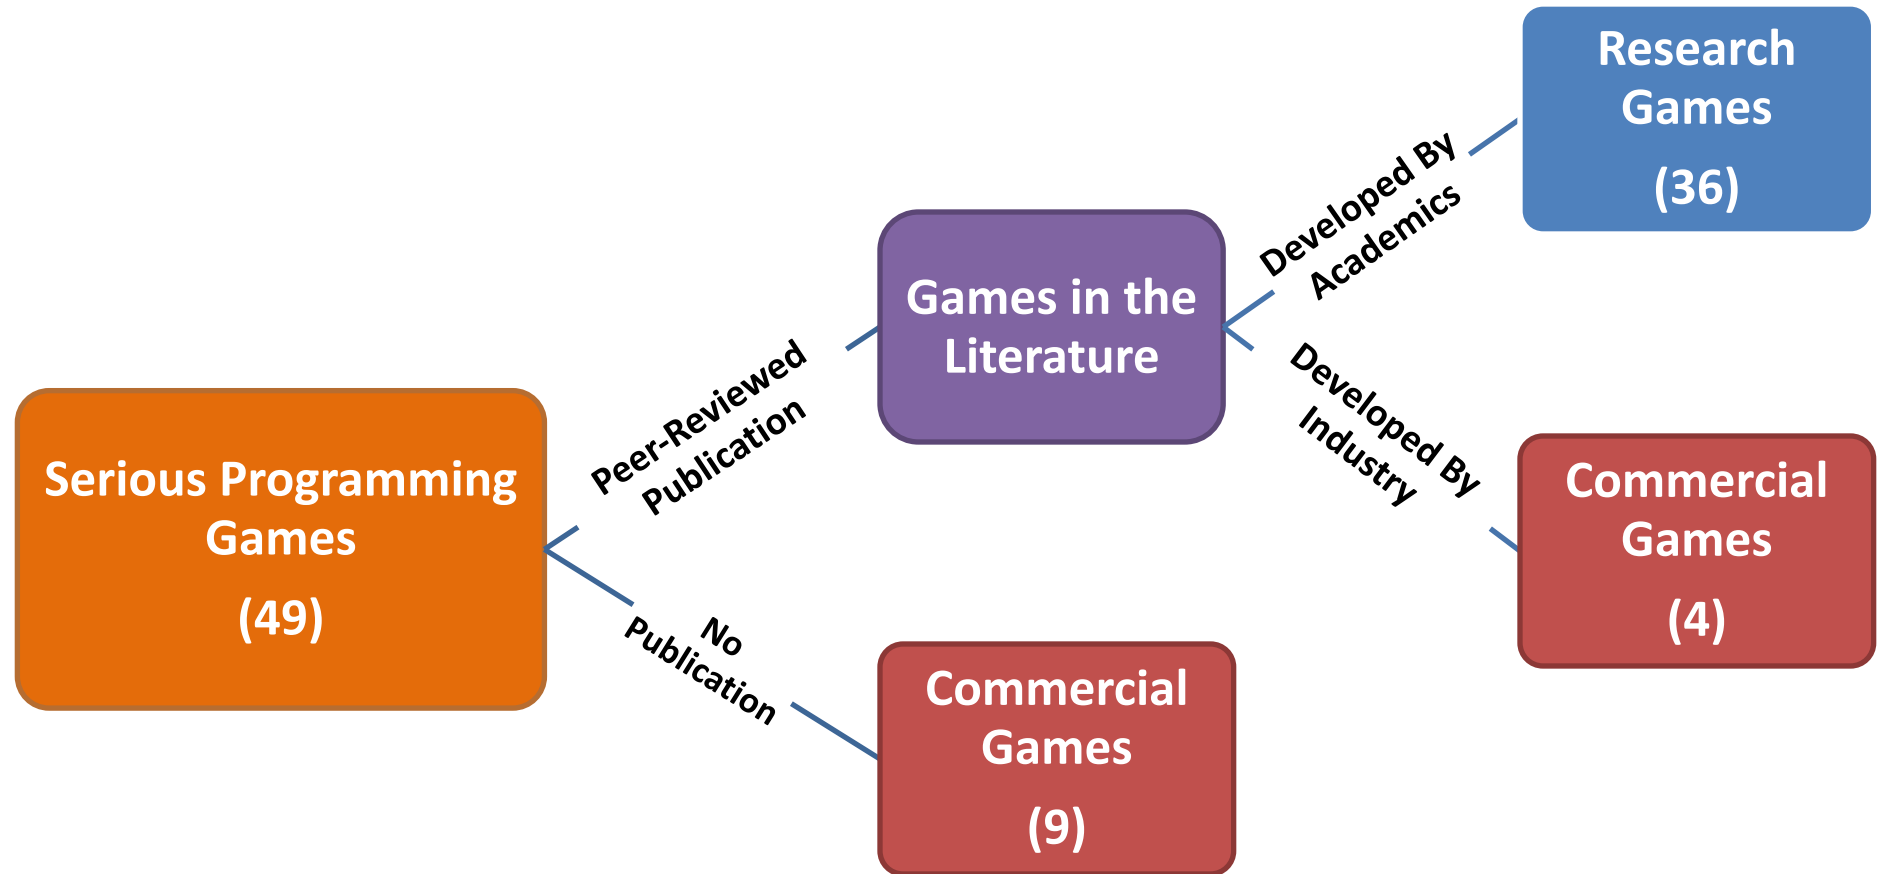 Serious Programming
Games
(49)
Peer-Reviewed
Publication
No
Publication
Games in the
Literature
Commercial
Games
(9)
Developed By
Academics
Developed By
Industry
Research
Games
(36)
Commercial
Games
(4)